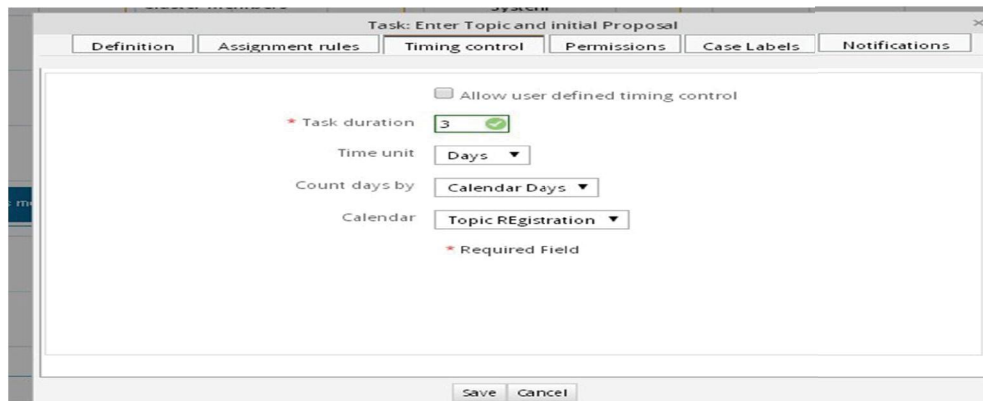 Task: Enter Topic and initial Proposal
Definition Assignment rules Timing control Permissions Case Labels Notifications
Allow user defined timing control
* Task duration 3
Time unit Days
Count days by Calendar Days
Calendar Topic REgistration
* Required Field
Save Cancel